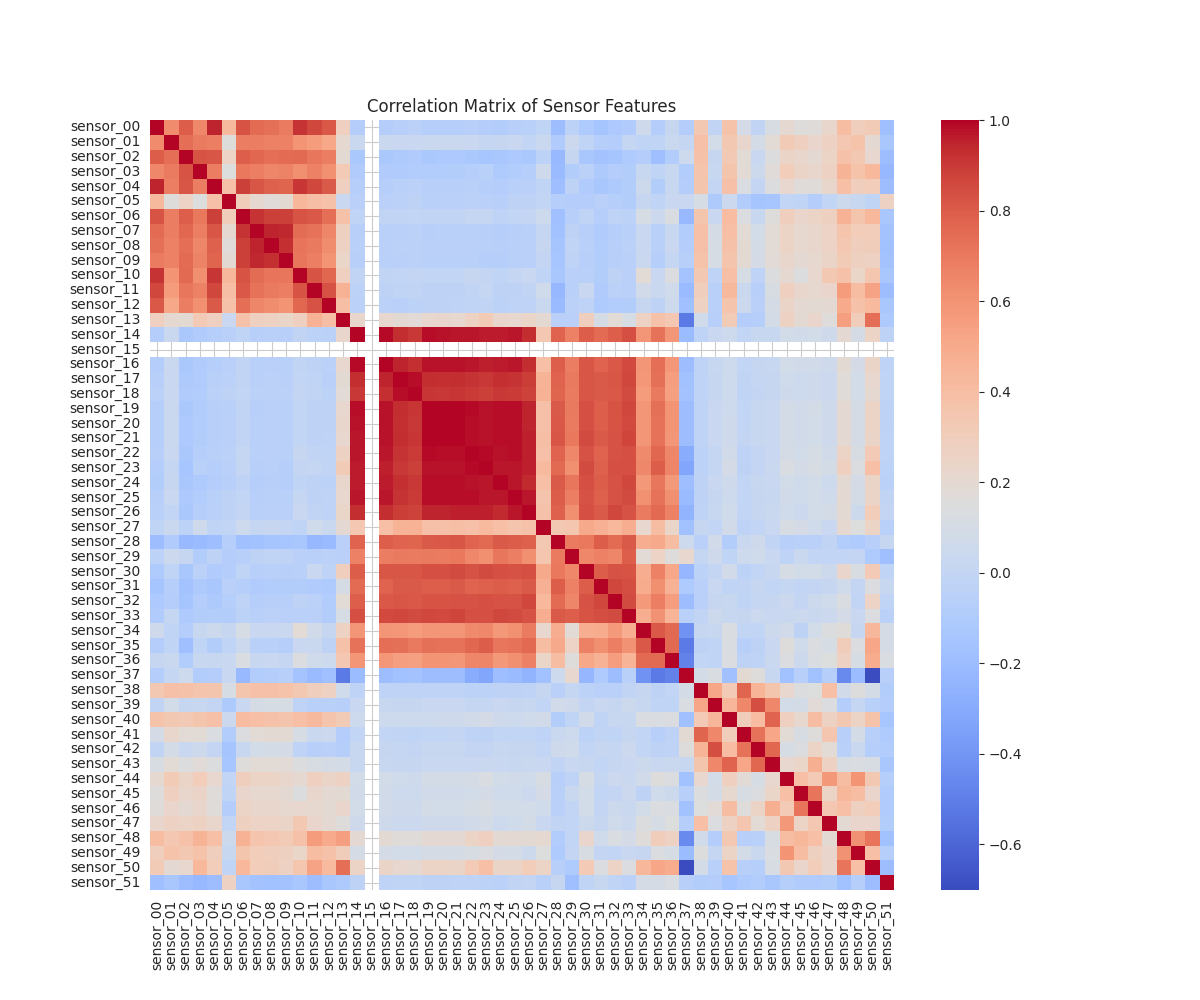 Correlation Matrix of Sensor Features
sensor_00
sensor_01
sensor_02
sensor_03
sensor_04
sensor_05
sensor_06
sensor_07
sensor_08
sensor_09
sensor_10
sensor_11
sensor_12
sensor_13
sensor_14
sensor_15
sensor_16
sensor_17
sensor_18
sensor_19
sensor_20
sensor_21
sensor_22
sensor_23
sensor_24
sensor_25
sensor_26
sensor_27
sensor_28
sensor_29
sensor_30
sensor_31
sensor_32
sensor_33
sensor_34
sensor_35
sensor_36
sensor_37
sensor_38
sensor_39
sensor_40
sensor_41
sensor_42
sensor_43
sensor_44
sensor_45
sensor_46
sensor_47
sensor_48
sensor_49
sensor_50
sensor_51
sensor_00
sensor_01
sensor_02
sensor_03
sensor_04
sensor_05
sensor_06
sensor_07
sensor_08
sensor_09
sensor_10
sensor_11
sensor_12
sensor_13
sensor_14
sensor_15
sensor_16
sensor_17
sensor_18
sensor_19
sensor_20
sensor_21
sensor_22
sensor_23
sensor_24
sensor_25
sensor_26
sensor_27
sensor_28
sensor_29
sensor_30
sensor_31
sensor_32
sensor_33
sensor_34
sensor_35
sensor_36
sensor_37
sensor_38
sensor_39
sensor_40
sensor_41
sensor_42
sensor_43
sensor_44
sensor_45
sensor_46
sensor_47
sensor_48
sensor_49
sensor_50
sensor_51
1.0
0.8
0.6
0.4
0.2
0.0
−0.2
−0.4
−0.6